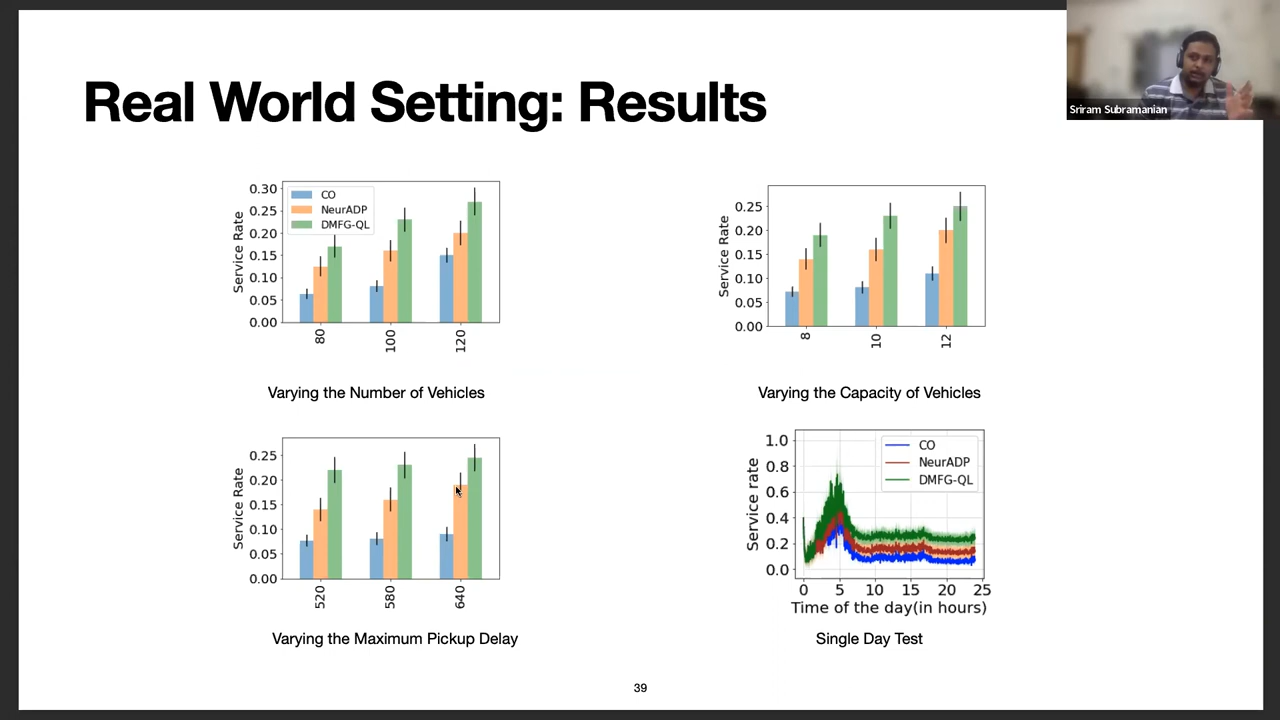 Real World Setting: Results
Sriram Subramanian
0.30
0.25
0.20
0.15
0.10
0.05
0.00
Service Rate
CO
NeurADP
DMFG-QL
80
100
120
Varying the Number of Vehicles
0.25
0.20
0.15
0.10
0.05
0.00
Service Rate
8
10
12
Varying the Capacity of Vehicles
0.25
0.20
0.15
0.10
0.05
0.00
Service Rate
520
580
640
Varying the Maximum Pickup Delay
1.0
0.8
0.6
0.4
0.2
0.0
Service rate
CO
NeurADP
DMFG-QL
0 5 10 15 20 25
Time of the day(in hours)
Single Day Test
39